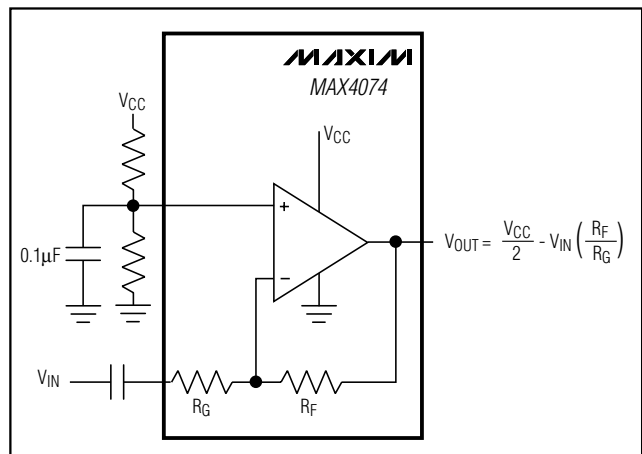 MAXIM
MAX4074
VCC
VCC
+
0.1µF
−
VOUT = VCC/2 - VIN (RF/RG)
VIN
RG
RF